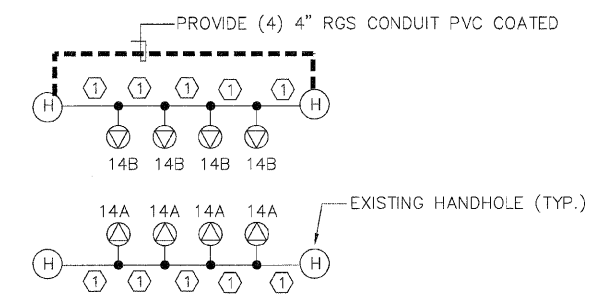 PROVIDE (4) 4" RGS CONDUIT PVC COATED
1 1 1 1 1
H H
14B 14B 14B 14B
14A 14A 14A 14A
EXISTING HANDHOLE (TYP.)
H H
1 1 1 1 1